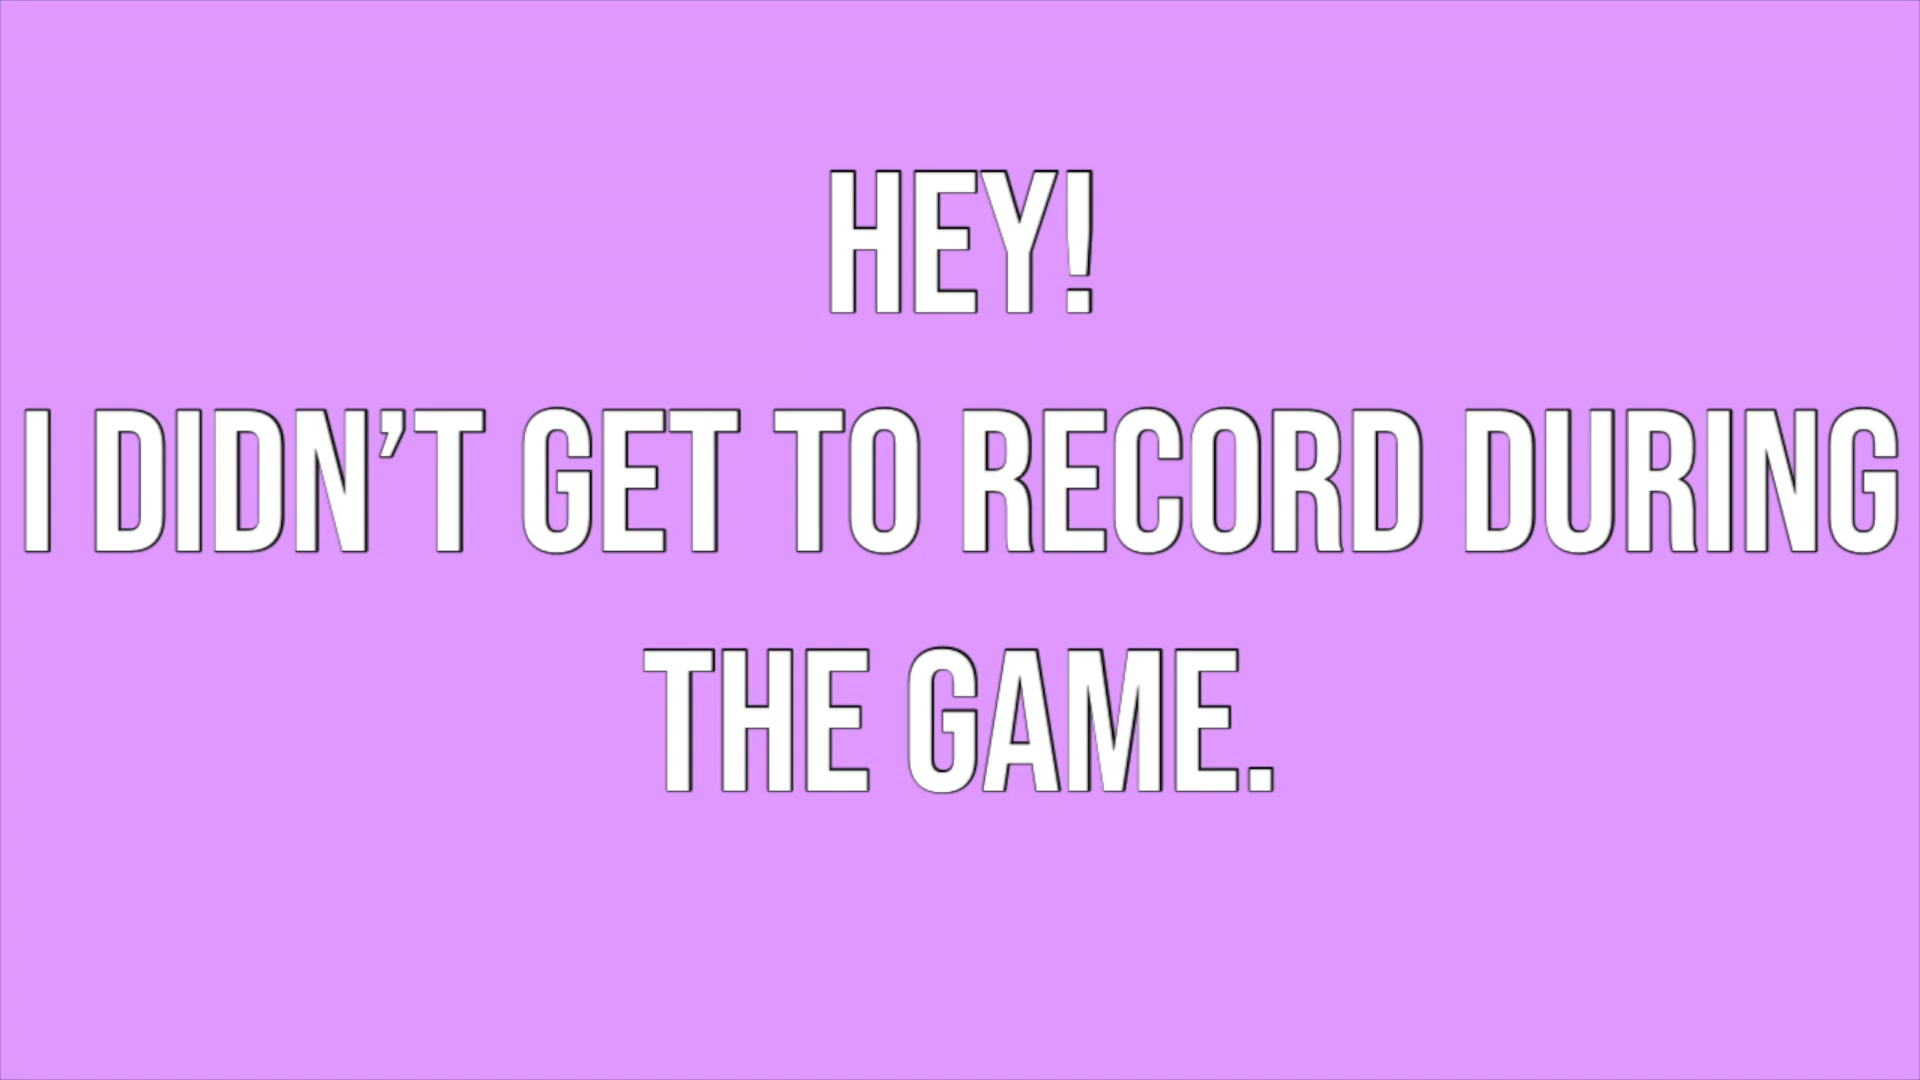 HEY!
I DIDN’T GET TO RECORD DURING
THE GAME.